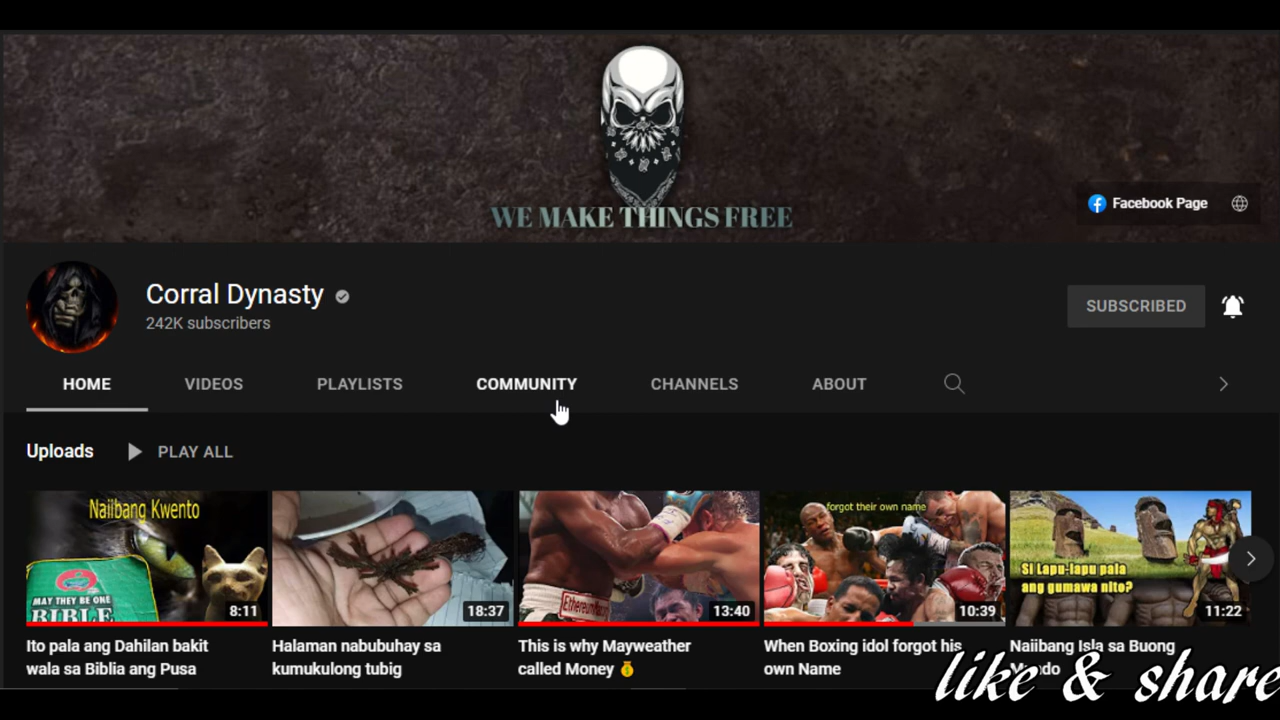 WE MAKE THINGS FREE
Facebook Page
Corral Dynasty
242K subscribers
SUBSCRIBED
HOME VIDEOS PLAYLISTS COMMUNITY CHANNELS ABOUT
Uploads PLAY ALL
Naiibang Kwento
MAY THEY BE ONE
BIBLE
8:11
18:37
13:40
forgot their own name
10:39
Si Lapu-lapu pala
ang gumawa nito?
11:22
Ito pala ang Dahilan bakit
wala sa Biblia ang Pusa
Halaman nabubuhay sa
kumukulong tubig
This is why Mayweather
called Money 💰
When Boxing idol forgot his
own Name
Naiibang Isla sa Buong
like & share